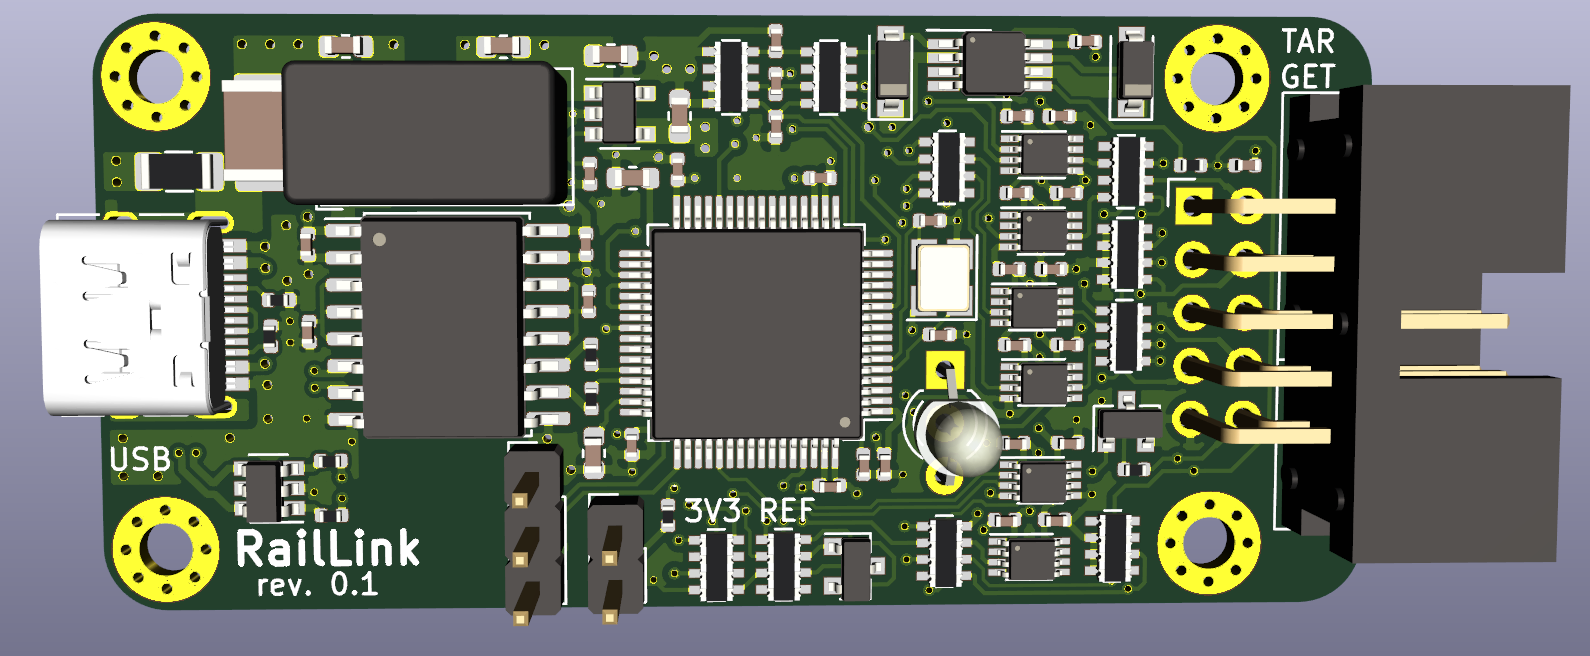 TAR
GET
USB
3V3 REF
RailLink
rev. 0.1